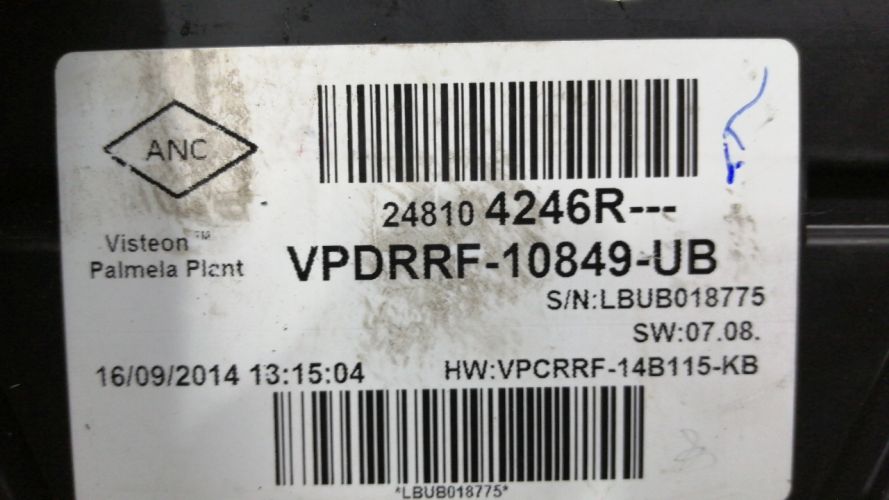 ANC
24810 4246R---
Visteon™
Palmela Plant
VPDRRF-10849-UB
S/N:LBUB018775
SW:07.08.
16/09/2014 13:15:04
HW:VPCRRF-14B115-KB
*LBUB018775*